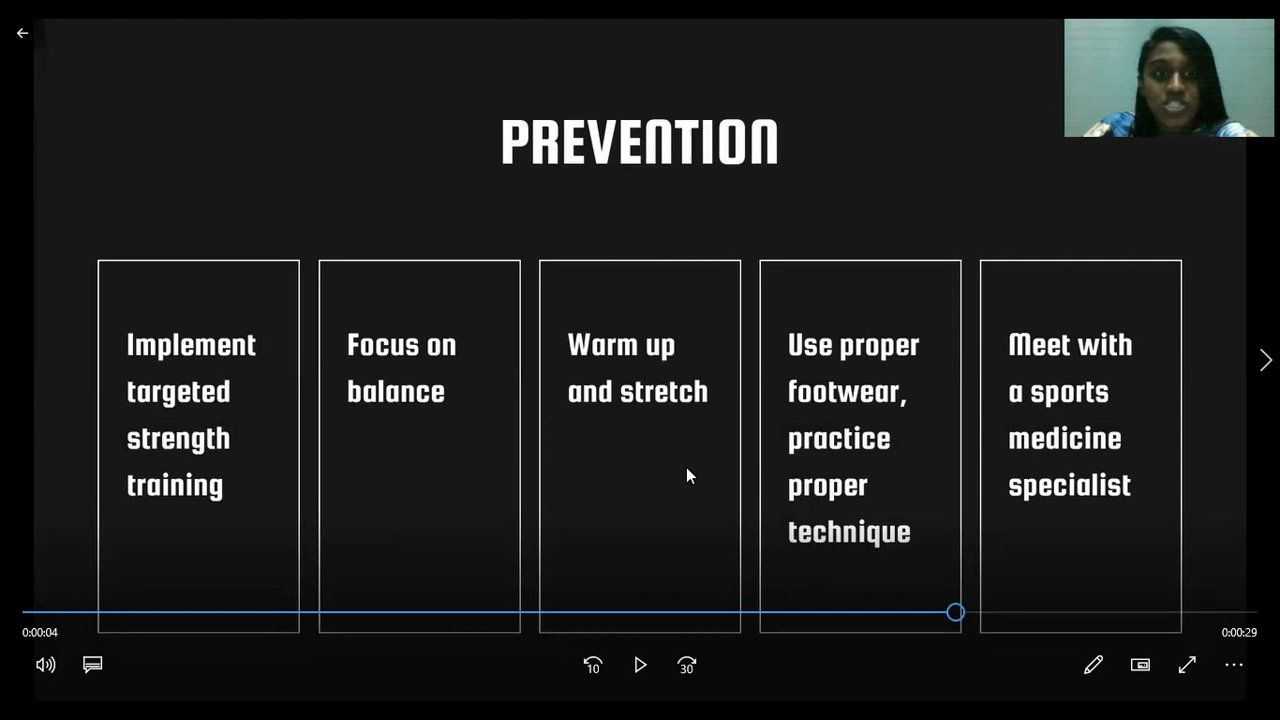 PREVENTION
Implement
targeted
strength
training
Focus on
balance
Warm up
and stretch
Use proper
footwear,
practice
proper
technique
Meet with
a sports
medicine
specialist
0:00:04
0:00:29
10
30